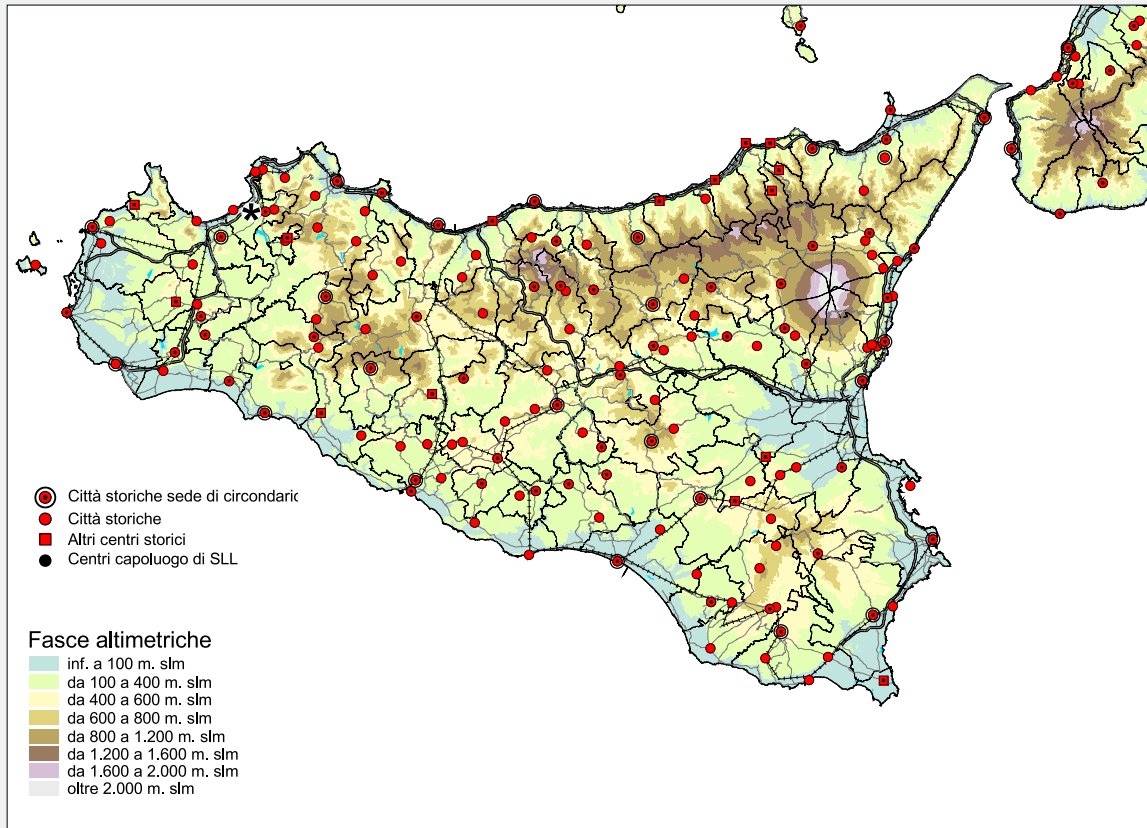 Città storiche sede di circondaric
Città storiche
Altri centri storici
Centri capoluogo di SLL
Fasce altimetriche
inf. a 100 m. slm
da 100 a 400 m. slm
da 400 a 600 m. slm
da 600 a 800 m. slm
da 800 a 1.200 m. slm
da 1.200 a 1.600 m. slm
da 1.600 a 2.000 m. slm
oltre 2.000 m. slm